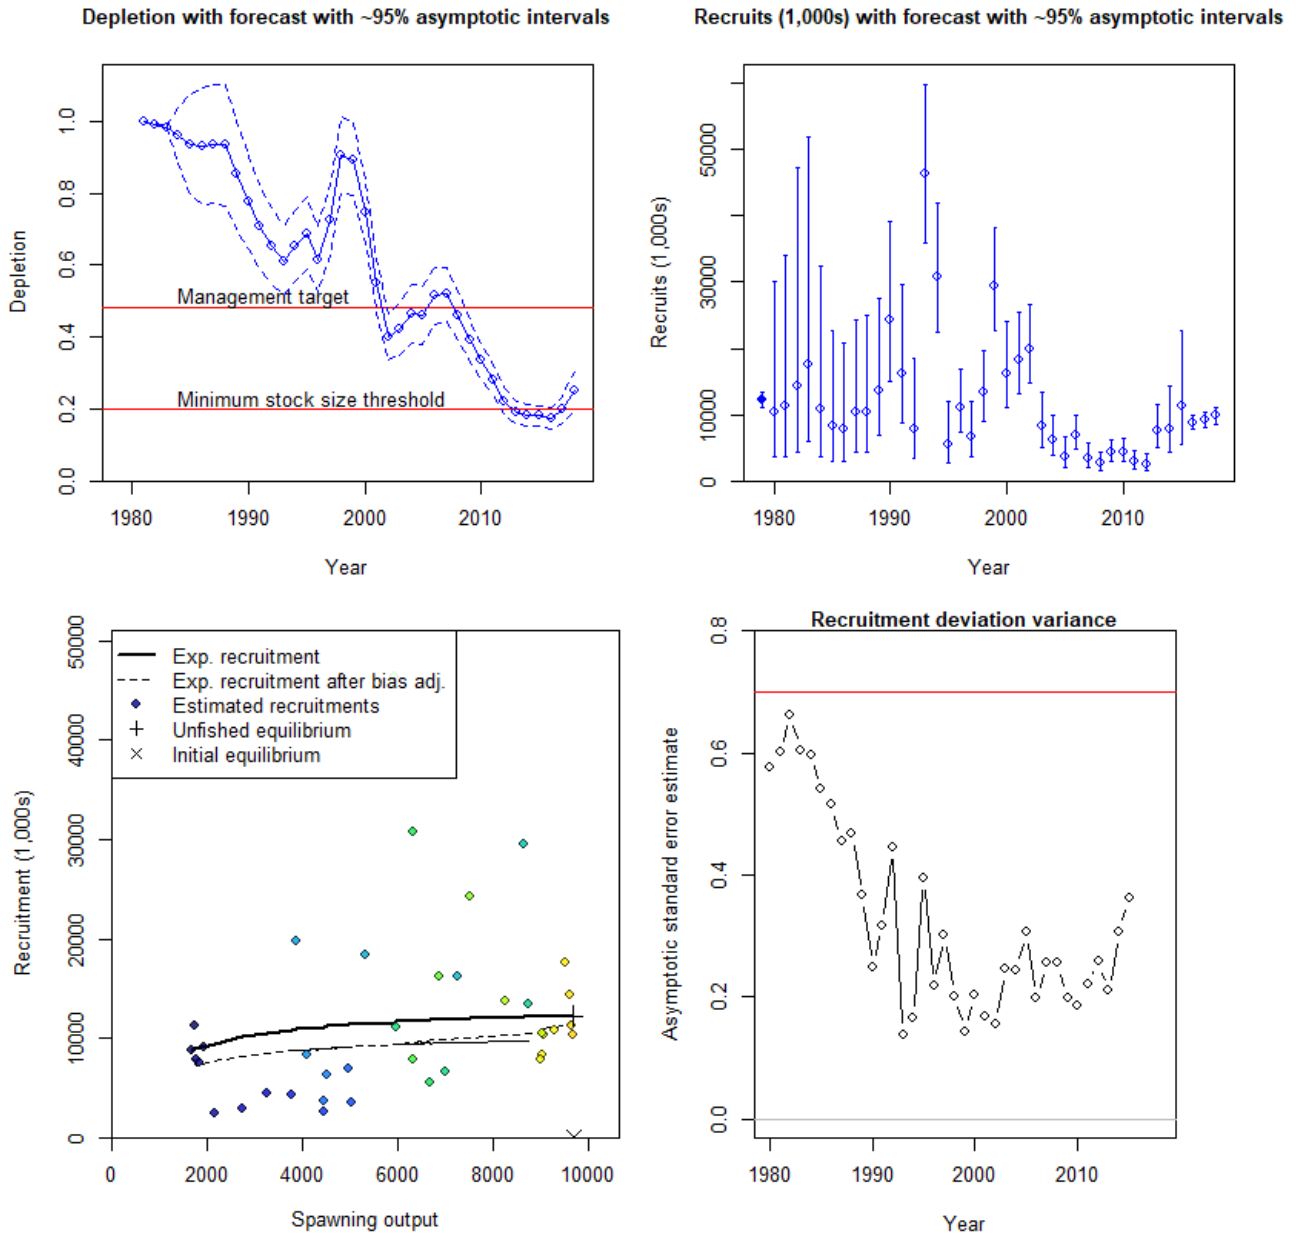 Depletion with forecast with ~95% asymptotic intervals
Depletion
1.0
0.8
0.6
0.4
0.2
0.0
Management target
Minimum stock size threshold
1980 1990 2000 2010
Year
Recruits (1,000s) with forecast with ~95% asymptotic intervals
Recruits (1,000s)
50000
30000
10000
0
1980 1990 2000 2010
Year
Recruitment (1,000s)
50000
40000
30000
20000
10000
0
Exp. recruitment
Exp. recruitment after bias adj.
Estimated recruitments
Unfished equilibrium
Initial equilibrium
0 2000 4000 6000 8000 10000
Spawning output
Recruitment deviation variance
Asymptotic standard error estimate
0.8
0.6
0.4
0.2
0.0
1980 1990 2000 2010
Year